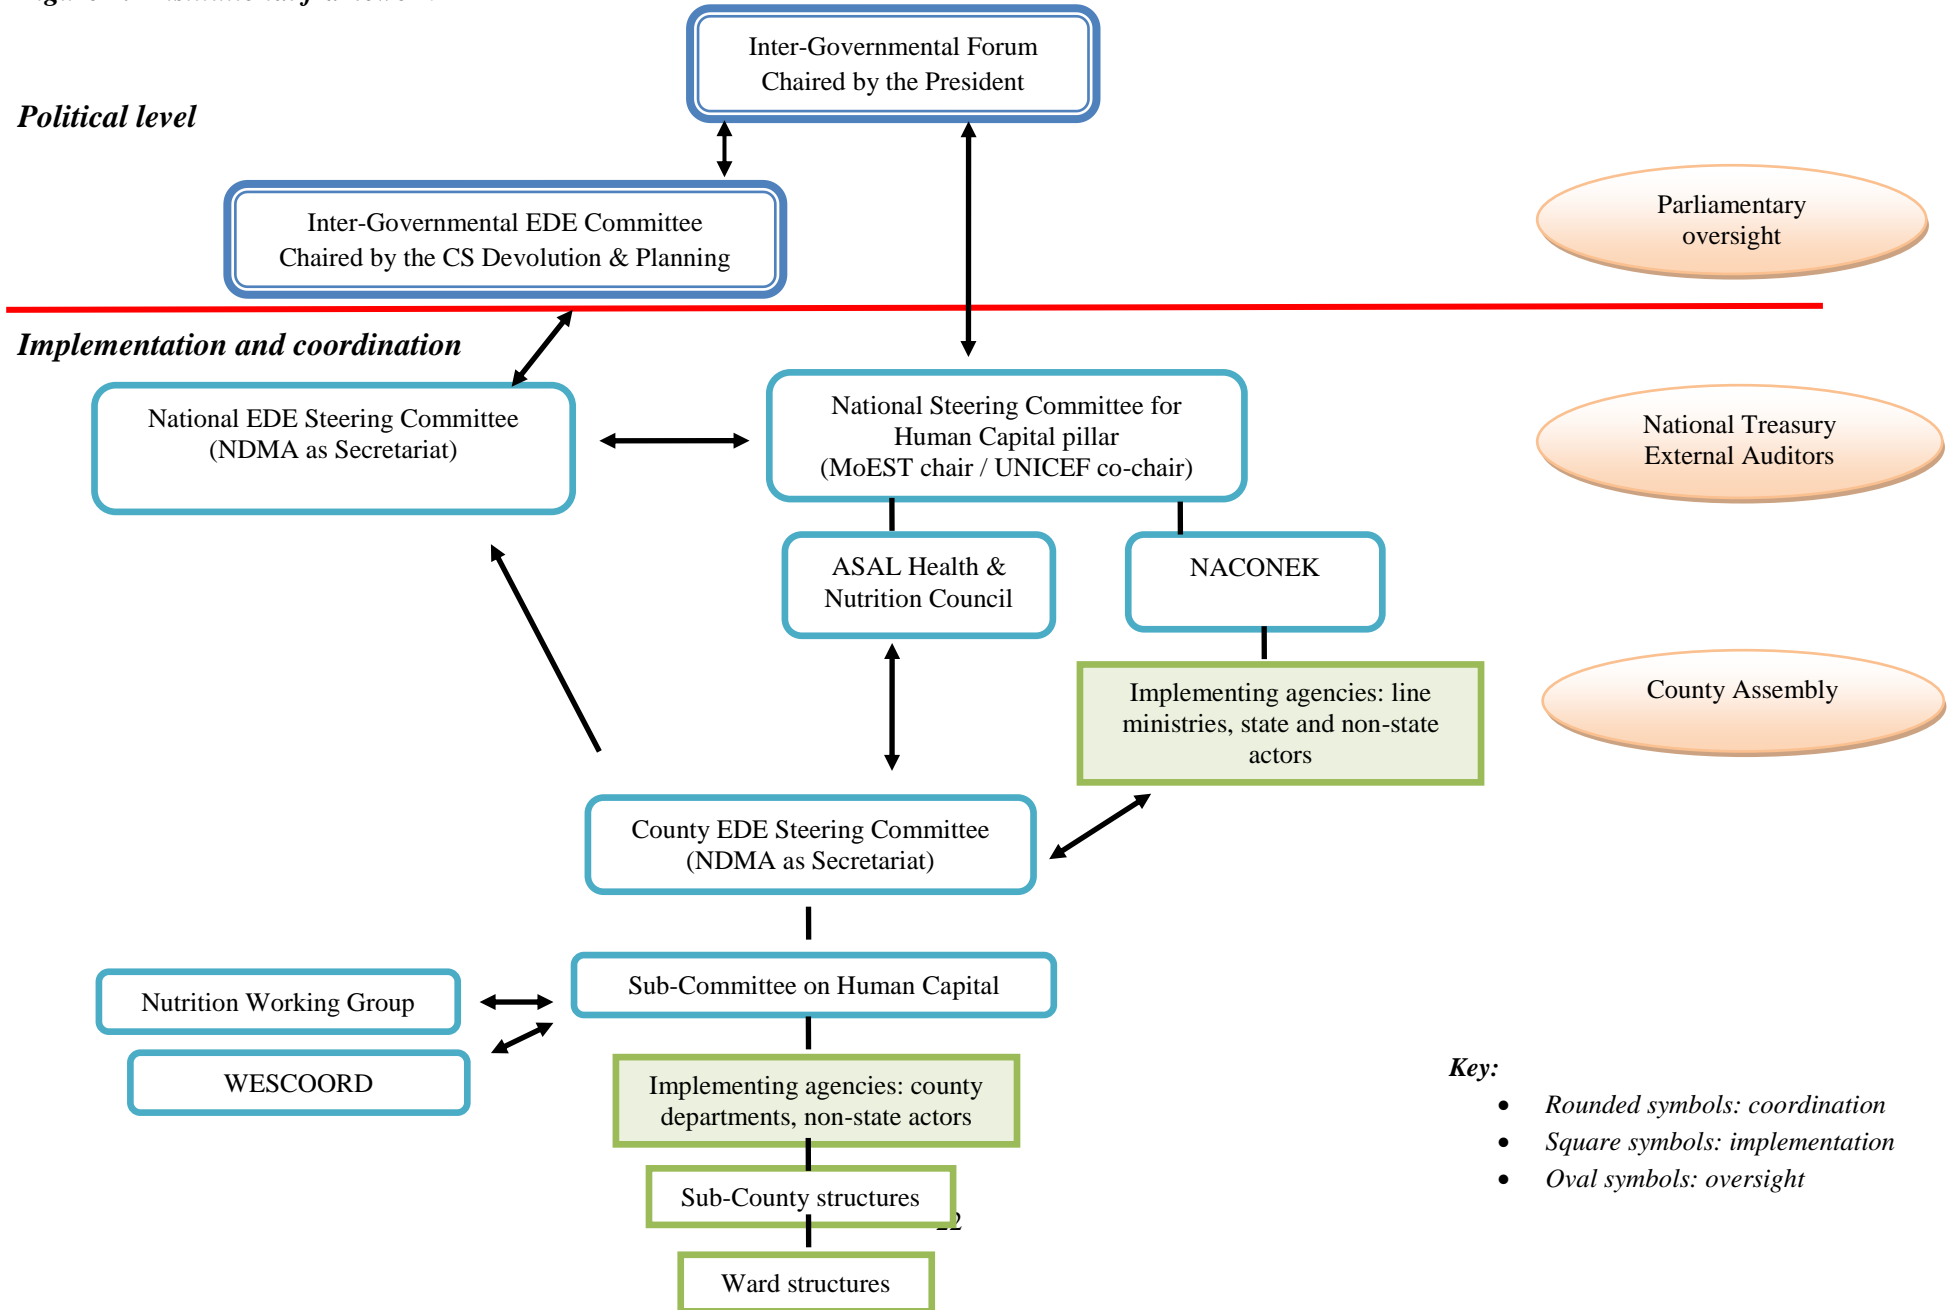 Inter-Governmental Forum
Chaired by the President
Political level
Inter-Governmental EDE Committee
Chaired by the CS Devolution & Planning
Parliamentary
oversight
Implementation and coordination
National EDE Steering Committee
(NDMA as Secretariat)
National Steering Committee for
Human Capital pillar
(MoEST chair / UNICEF co-chair)
National Treasury
External Auditors
ASAL Health &
Nutrition Council
NACONEK
Implementing agencies: line
ministries, state and non-state
actors
County Assembly
County EDE Steering Committee
(NDMA as Secretariat)
Sub-Committee on Human Capital
Nutrition Working Group
WESCOORD
Implementing agencies: county
departments, non-state actors
Sub-County structures
22
Ward structures
Key:
• Rounded symbols: coordination
• Square symbols: implementation
• Oval symbols: oversight